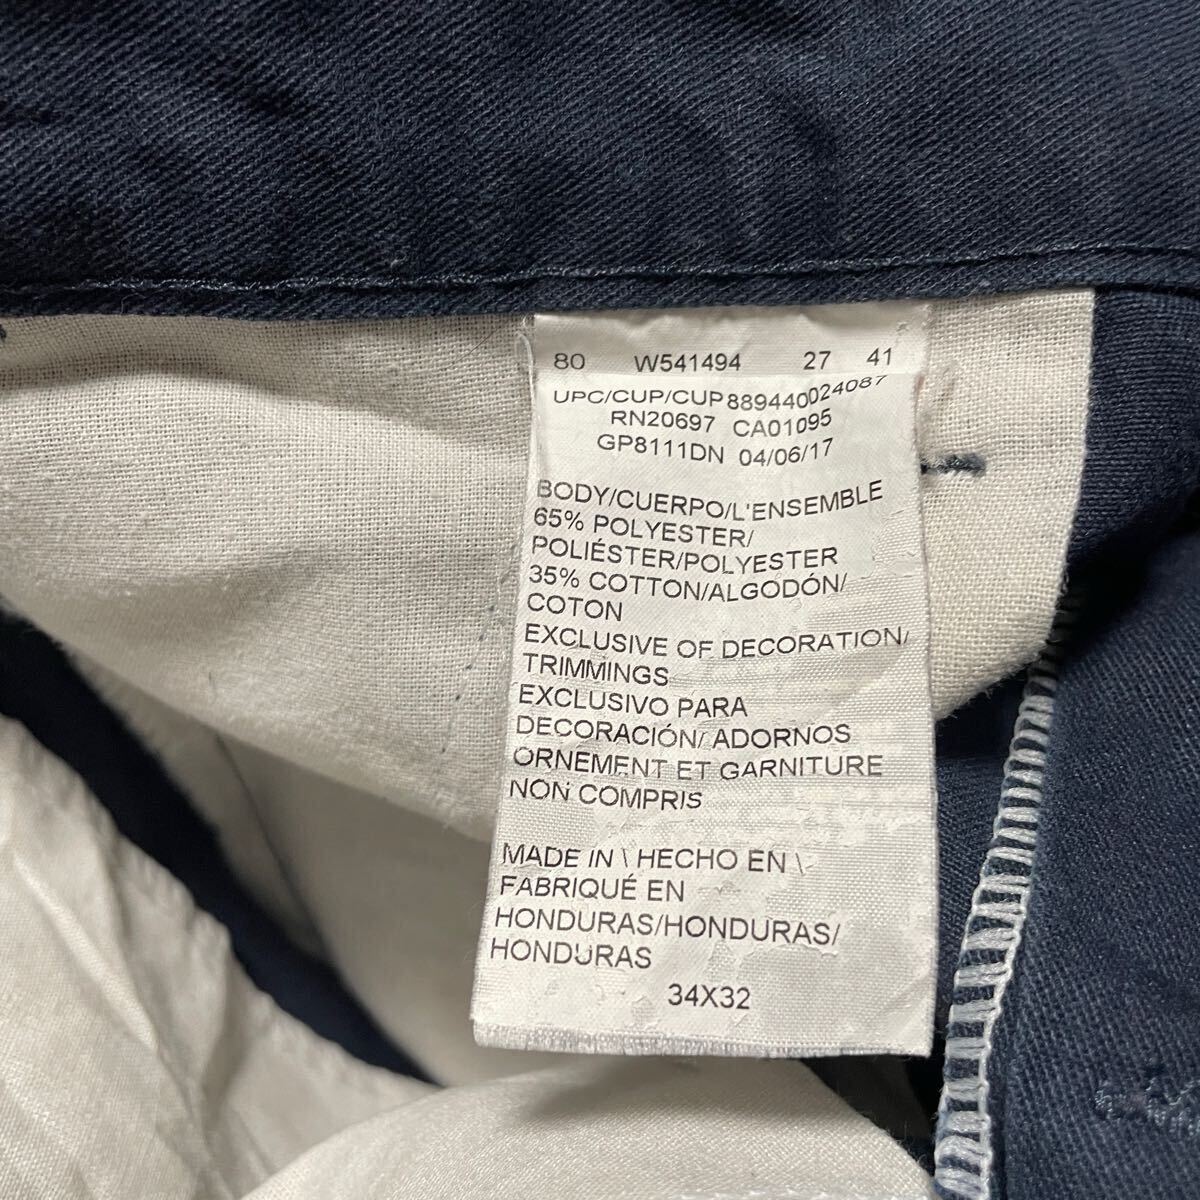 80 W541494 27 41
UPC/CUP/CUP 889440024087
RN20697 CA01095
GP8111DN 04/06/17
BODY/CUERPO/L'ENSEMBLE
65% POLYESTER/
POLIÉSTER/POLYESTER
35% COTTON/ALGODÓN/
COTON
EXCLUSIVE OF DECORATION/
TRIMMINGS
EXCLUSIVO PARA
DECORACIÓN/ ADORNOS
ORNEMENT ET GARNITURE
NON COMPRIS
MADE IN \ HECHO EN \
FABRIQUÉ EN
HONDURAS/HONDURAS/
HONDURAS
34X32